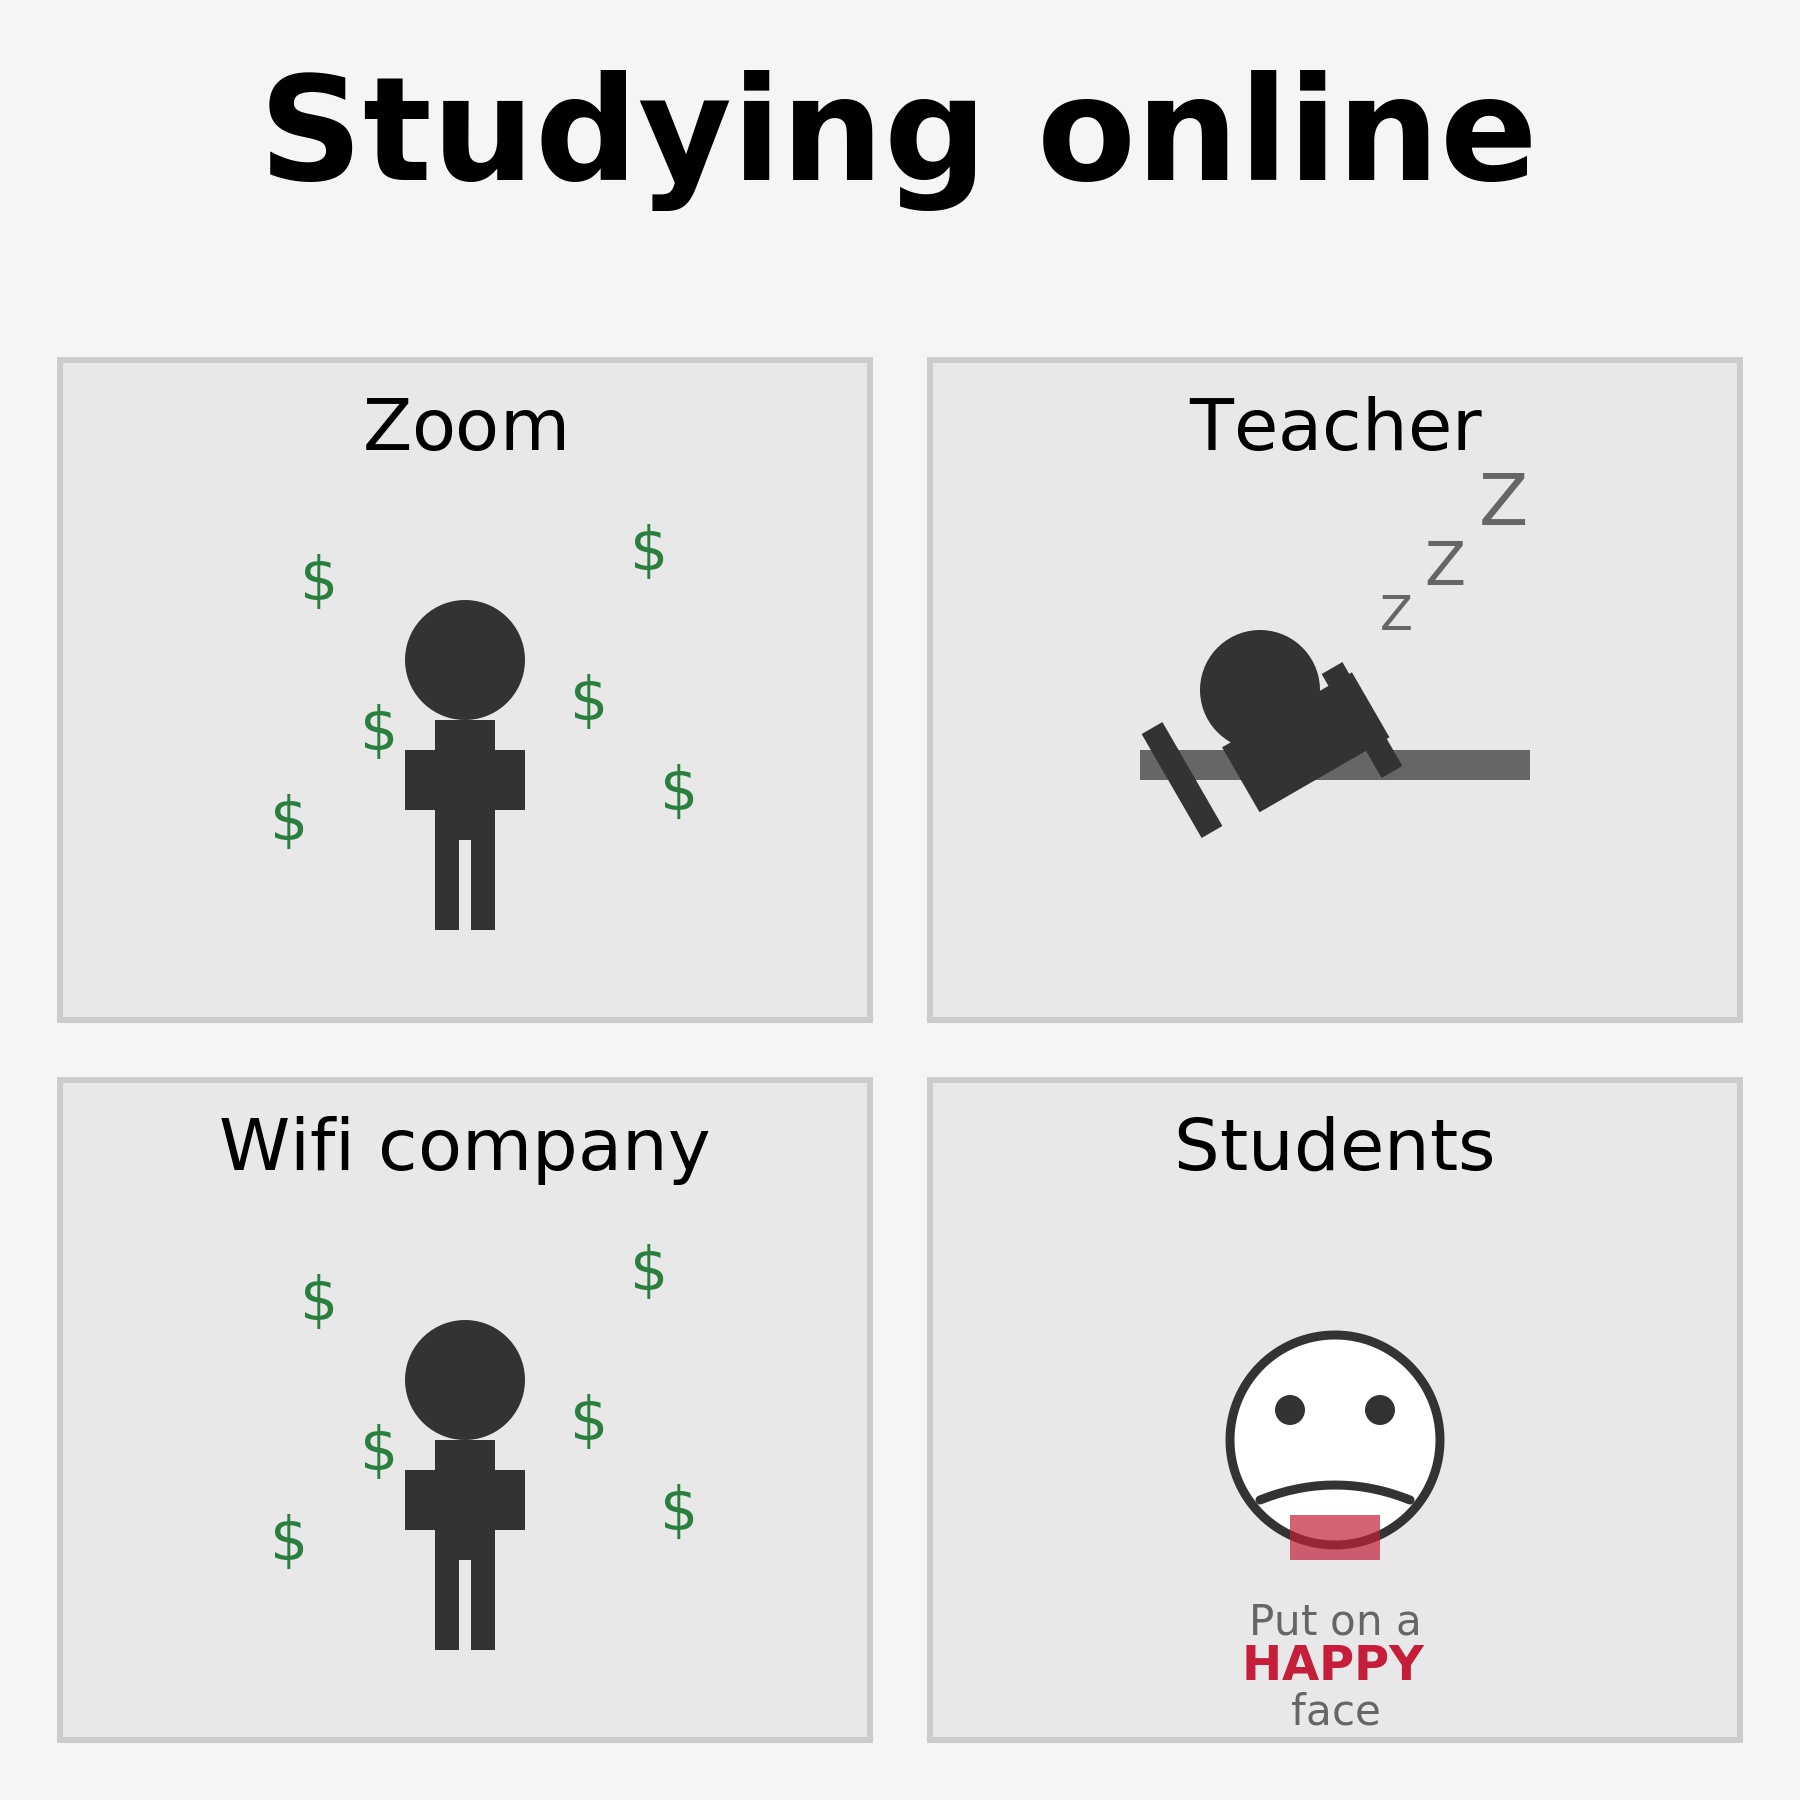 Studying online
Zoom
$
$
$
$
$
$
Teacher
Z
Z
Z
Wifi company
$
$
$
$
$
$
Students
Put on a
HAPPY
face